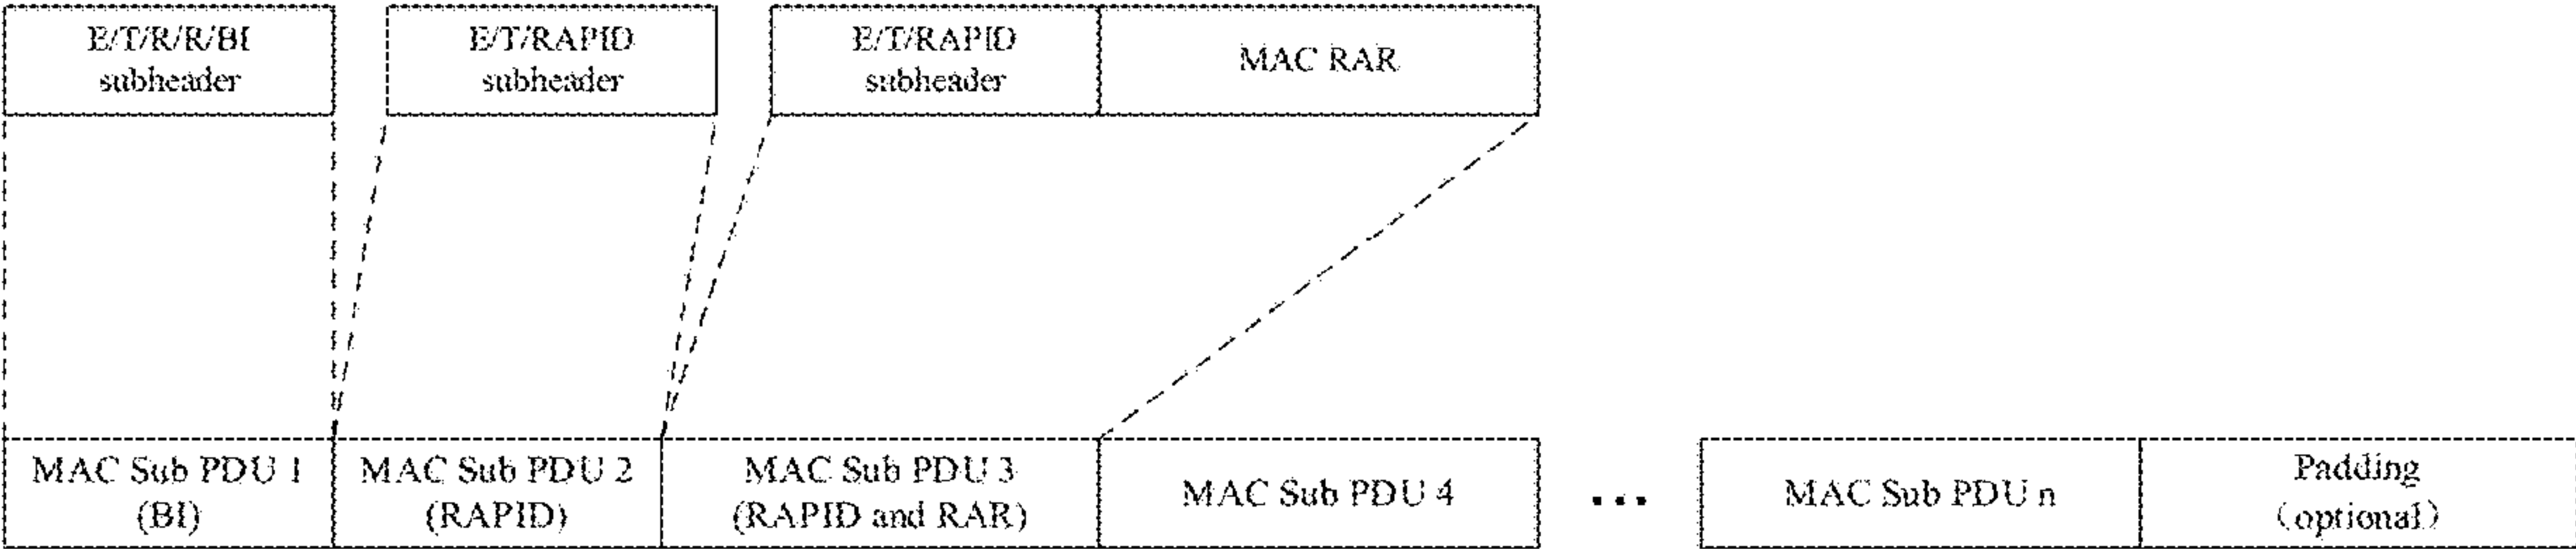 E/T/R/R/BI
subheader
E/T/RAPID
subheader
E/T/RAPID
subheader
MAC RAR
MAC Sub PDU 1
(BI)
MAC Sub PDU 2
(RAPID)
MAC Sub PDU 3
(RAPID and RAR)
MAC Sub PDU 4
...
MAC Sub PDU n
Padding
(optional)